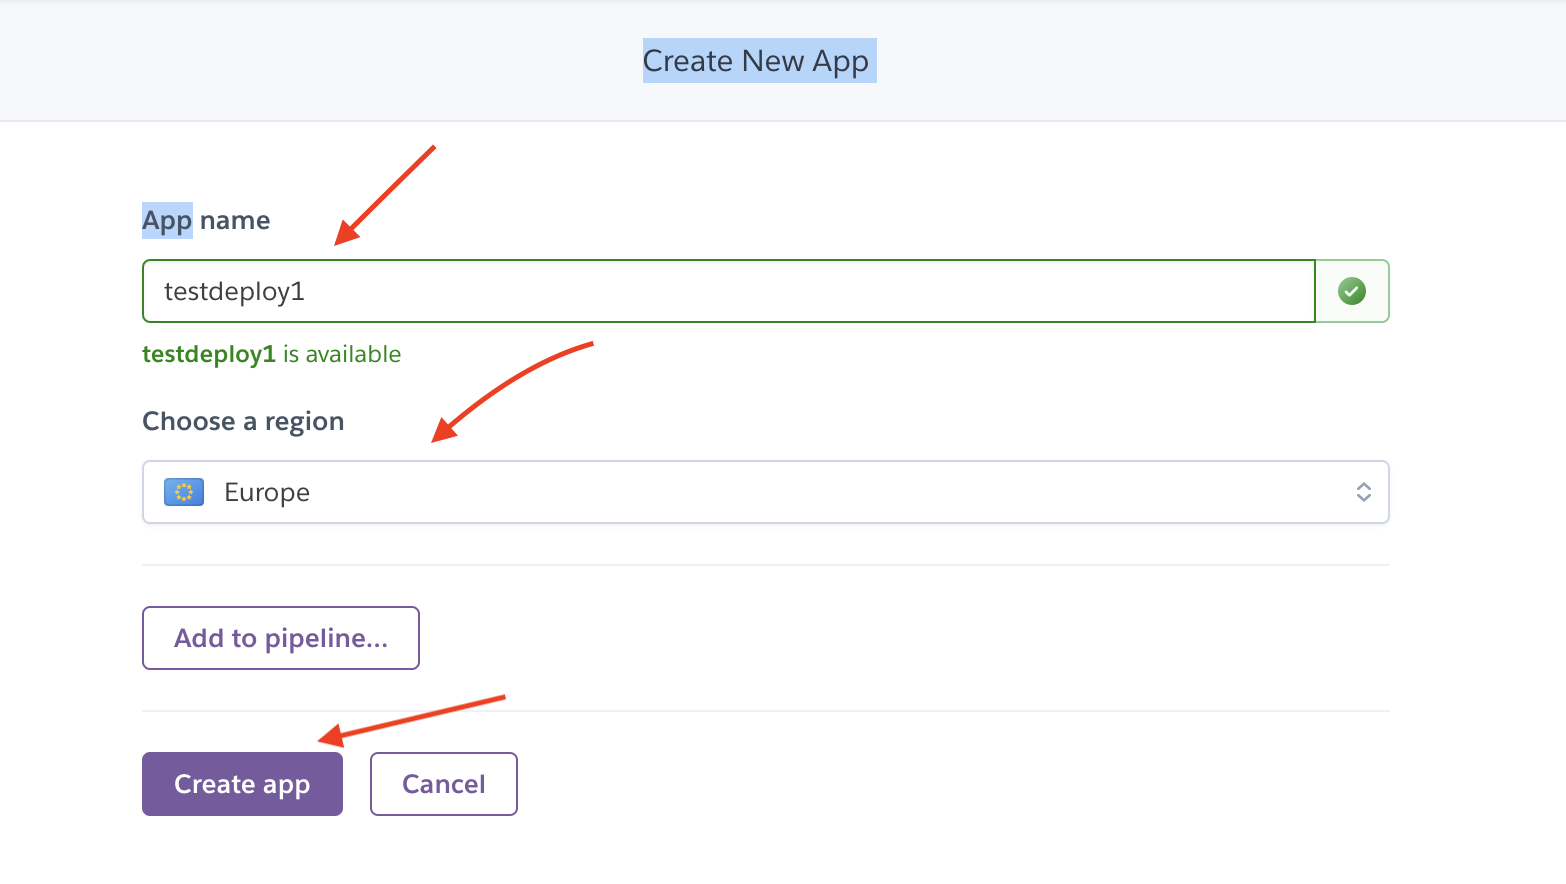 Create New App
App name
testdeploy1
testdeploy1 is available
Choose a region
Europe
Add to pipeline...
Create app
Cancel